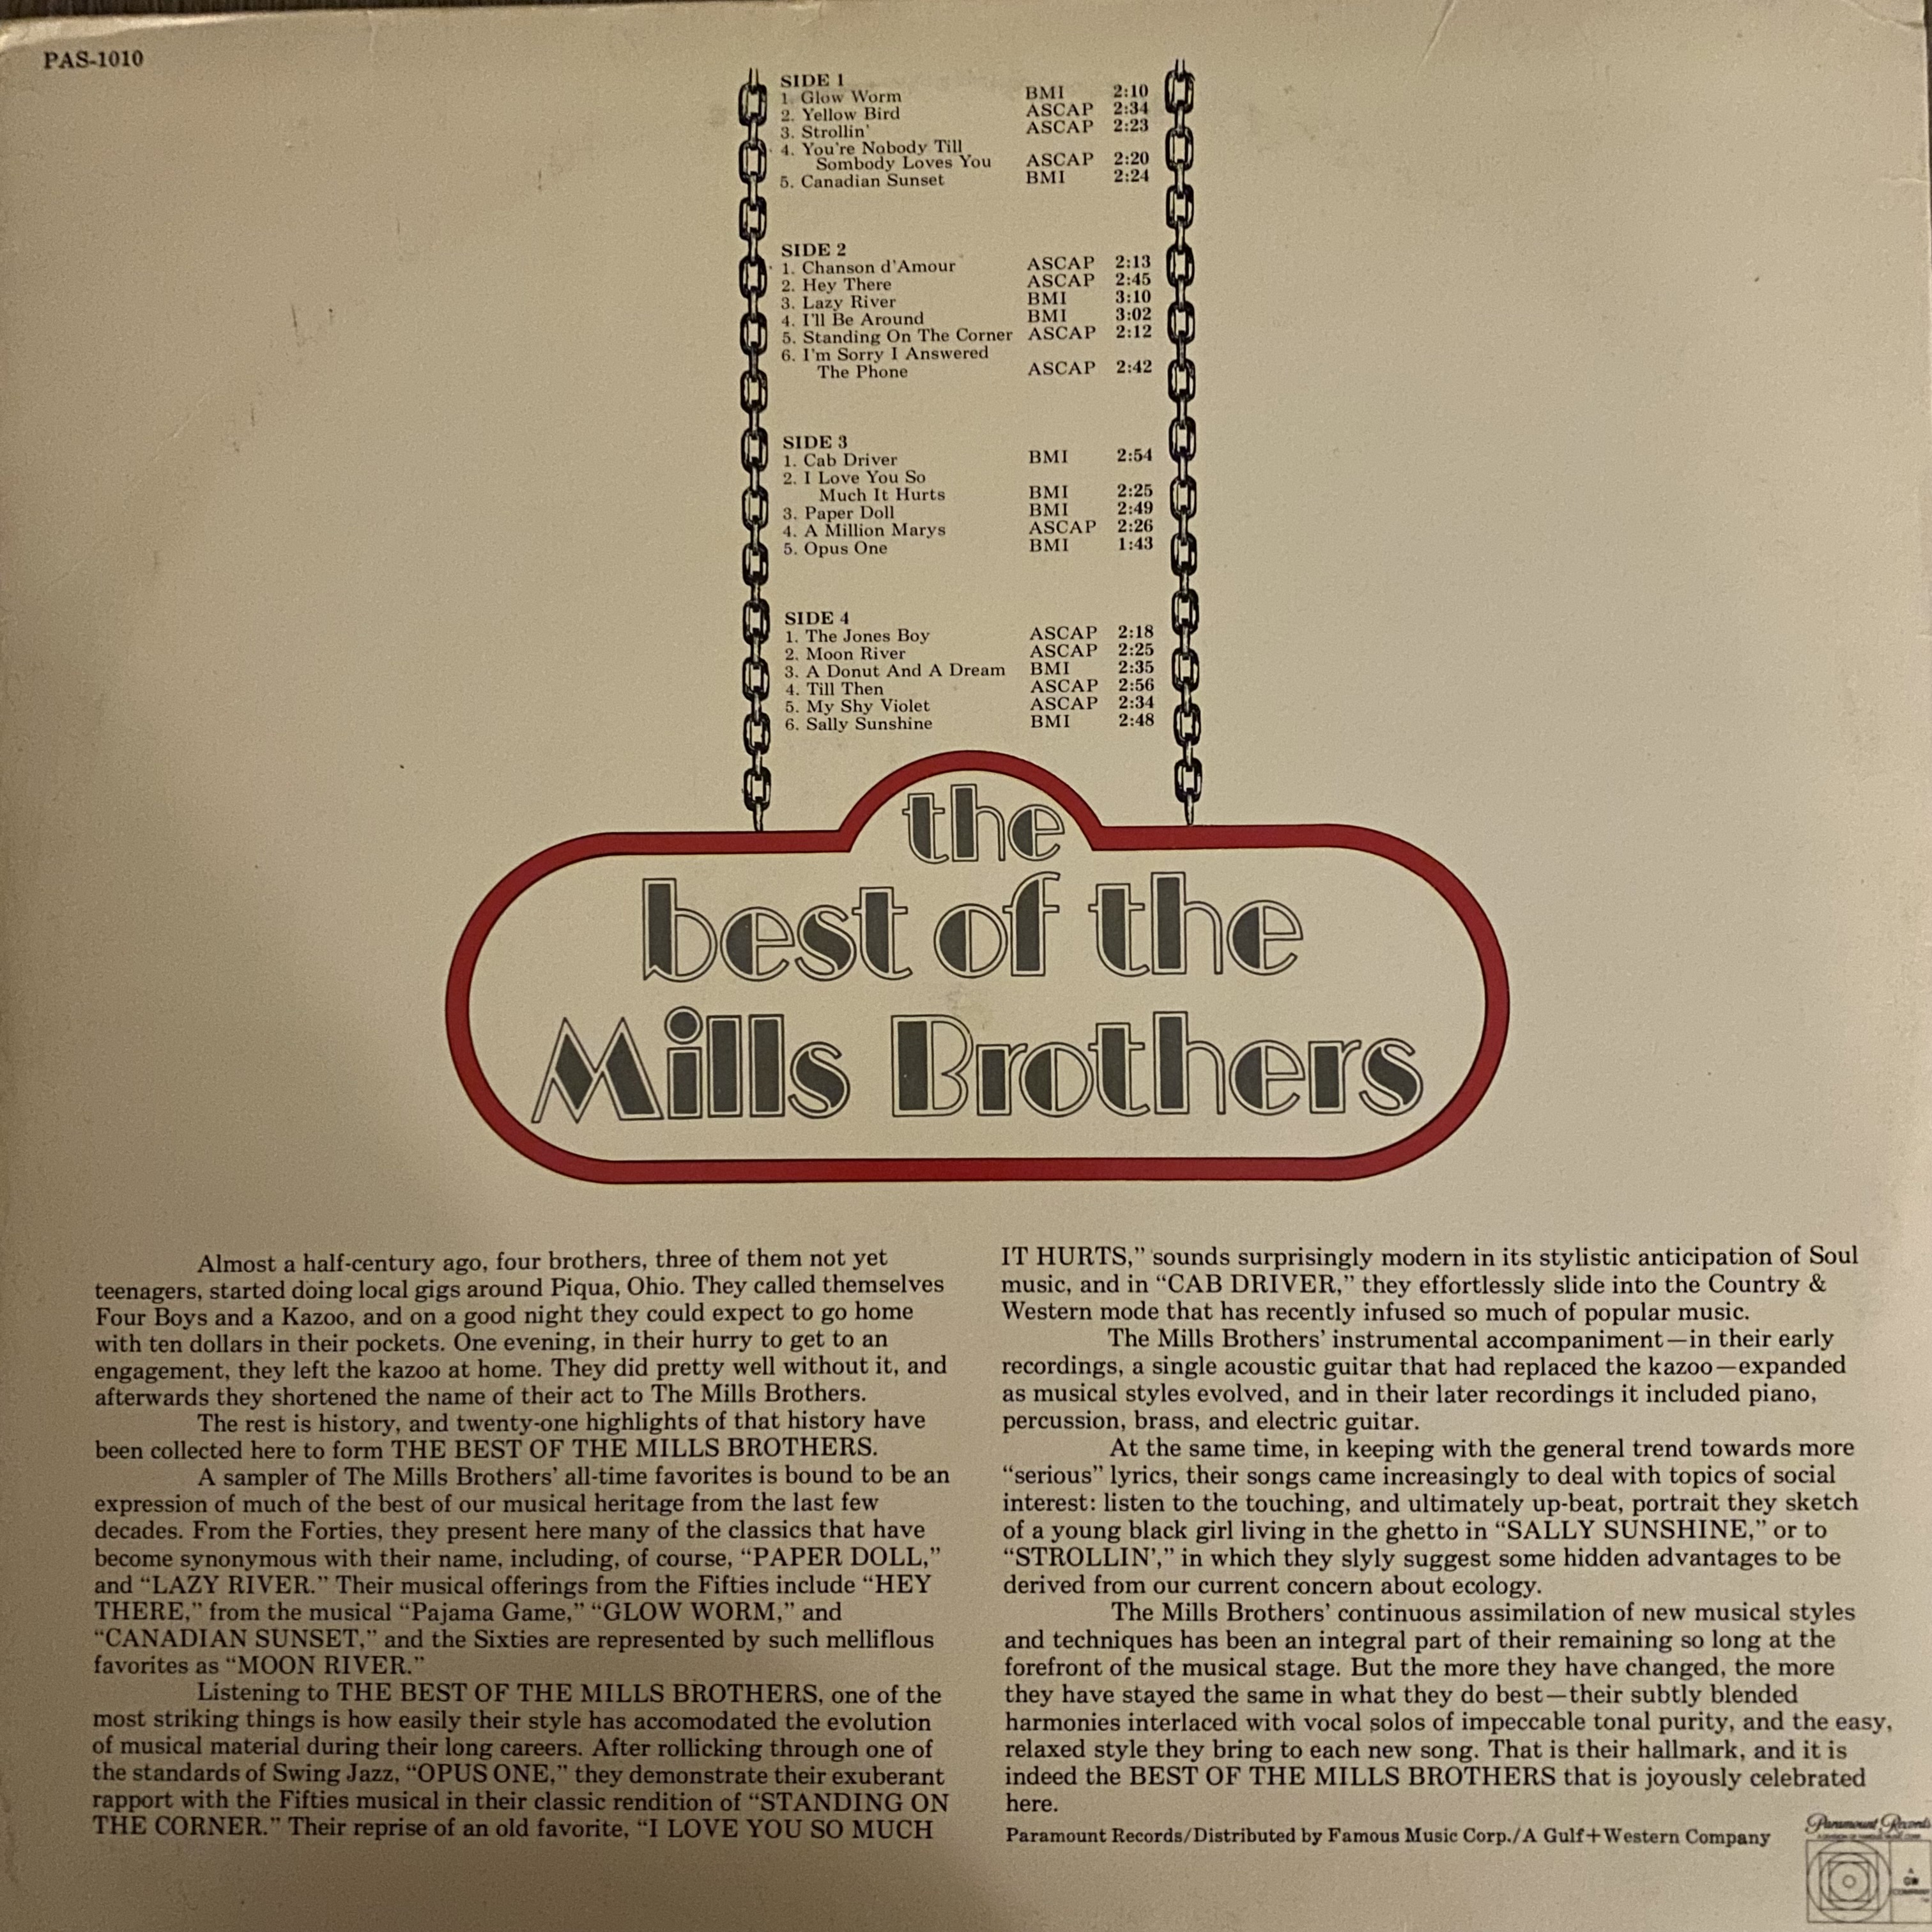 PAS-1010
SIDE 1
1. Glow Worm BMI 2:10
2. Yellow Bird ASCAP 2:34
3. Strollin' ASCAP 2:23
4. You're Nobody Till
Sombody Loves You ASCAP 2:20
5. Canadian Sunset BMI 2:24
SIDE 2
1. Chanson d'Amour ASCAP 2:13
2. Hey There ASCAP 2:45
3. Lazy River BMI 3:10
4. I'll Be Around BMI 3:02
5. Standing On The Corner ASCAP 2:12
6. I'm Sorry I Answered
The Phone ASCAP 2:42
SIDE 3
1. Cab Driver BMI 2:54
2. I Love You So
Much It Hurts BMI 2:25
3. Paper Doll BMI 2:49
4. A Million Marys ASCAP 2:26
5. Opus One BMI 1:43
SIDE 4
1. The Jones Boy ASCAP 2:18
2. Moon River ASCAP 2:25
3. A Donut And A Dream BMI 2:35
4. Till Then ASCAP 2:56
5. My Shy Violet ASCAP 2:34
6. Sally Sunshine BMI 2:48
the
best of the
Mills Brothers
Almost a half-century ago, four brothers, three of them not yet
teenagers, started doing local gigs around Piqua, Ohio. They called themselves
Four Boys and a Kazoo, and on a good night they could expect to go home
with ten dollars in their pockets. One evening, in their hurry to get to an
engagement, they left the kazoo at home. They did pretty well without it, and
afterwards they shortened the name of their act to The Mills Brothers.
The rest is history, and twenty-one highlights of that history have
been collected here to form THE BEST OF THE MILLS BROTHERS.
A sampler of The Mills Brothers' all-time favorites is bound to be an
expression of much of the best of our musical heritage from the last few
decades. From the Forties, they present here many of the classics that have
become synonymous with their name, including, of course, "PAPER DOLL,"
and "LAZY RIVER." Their musical offerings from the Fifties include "HEY
THERE," from the musical "Pajama Game," "GLOW WORM," and
"CANADIAN SUNSET," and the Sixties are represented by such melliflous
favorites as "MOON RIVER."
Listening to THE BEST OF THE MILLS BROTHERS, one of the
most striking things is how easily their style has accomodated the evolution
of musical material during their long careers. After rollicking through one of
the standards of Swing Jazz, "OPUS ONE," they demonstrate their exuberant
rapport with the Fifties musical in their classic rendition of "STANDING ON
THE CORNER." Their reprise of an old favorite, "I LOVE YOU SO MUCH
IT HURTS," sounds surprisingly modern in its stylistic anticipation of Soul
music, and in "CAB DRIVER," they effortlessly slide into the Country &
Western mode that has recently infused so much of popular music.
The Mills Brothers' instrumental accompaniment—in their early
recordings, a single acoustic guitar that had replaced the kazoo—expanded
as musical styles evolved, and in their later recordings it included piano,
percussion, brass, and electric guitar.
At the same time, in keeping with the general trend towards more
"serious" lyrics, their songs came increasingly to deal with topics of social
interest: listen to the touching, and ultimately up-beat, portrait they sketch
of a young black girl living in the ghetto in "SALLY SUNSHINE," or to
"STROLLIN'," in which they slyly suggest some hidden advantages to be
derived from our current concern about ecology.
The Mills Brothers' continuous assimilation of new musical styles
and techniques has been an integral part of their remaining so long at the
forefront of the musical stage. But the more they have changed, the more
they have stayed the same in what they do best—their subtly blended
harmonies interlaced with vocal solos of impeccable tonal purity, and the easy,
relaxed style they bring to each new song. That is their hallmark, and it is
indeed the BEST OF THE MILLS BROTHERS that is joyously celebrated
here.
Paramount Records/Distributed by Famous Music Corp./A Gulf+Western Company
Paramount Records